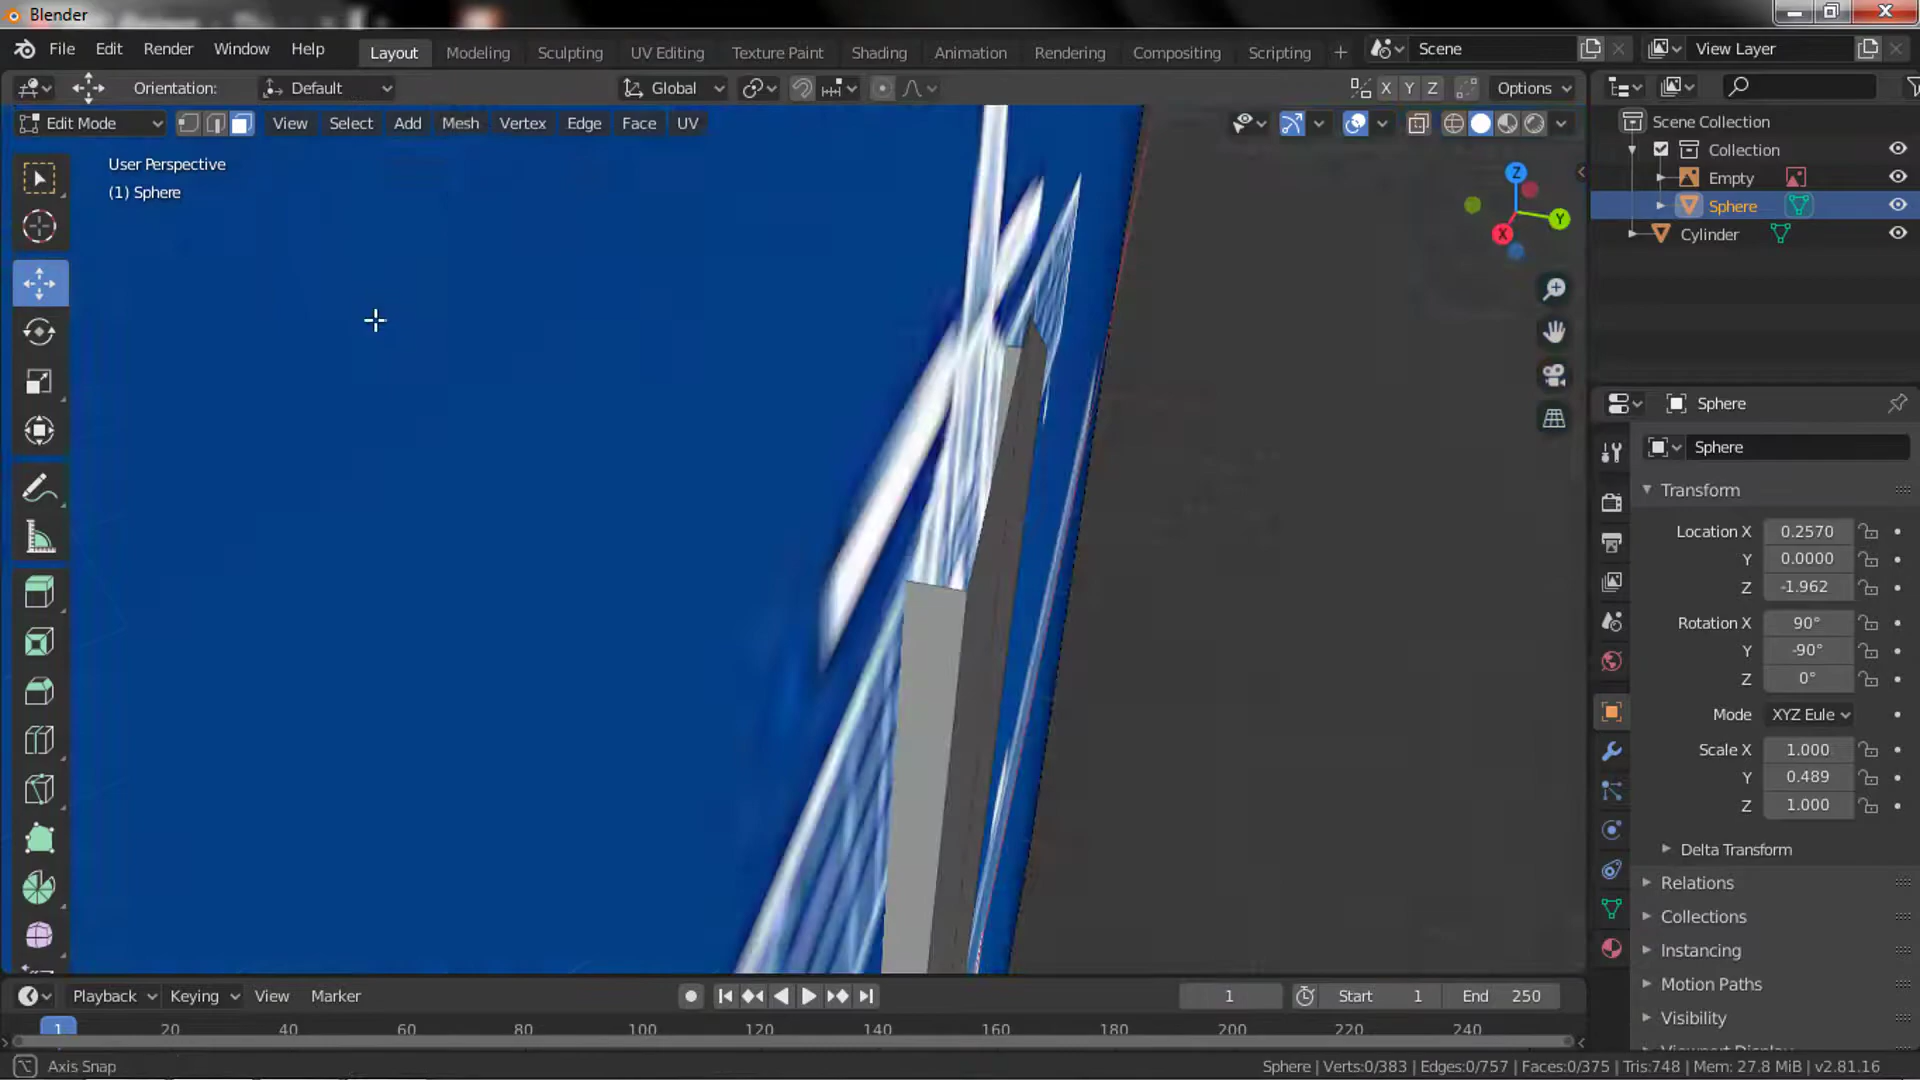 Blender
File Edit Render Window Help Layout Modeling Sculpting UV Editing Texture Paint Shading Animation Rendering Compositing Scripting + Scene View Layer
Orientation: Default Global X Y Z Options
Edit Mode View Select Add Mesh Vertex Edge Face UV
User Perspective
(1) Sphere
Z
Y
X
Scene Collection
Collection
Empty
Sphere
Cylinder
Sphere
Sphere
Transform
Location X 0.2570
Y 0.0000
Z -1.962
Rotation X 90°
Y -90°
Z 0°
Mode XYZ Eule
Scale X 1.000
Y 0.489
Z 1.000
Delta Transform
Relations
Collections
Instancing
Motion Paths
Visibility
Playback Keying View Marker 1 Start 1 End 250
1 20 40 60 80 100 120 140 160 180 200 220 240
Axis Snap
Sphere | Verts:0/383 | Edges:0/757 | Faces:0/375 | Tris:748 | Mem: 27.8 MiB | v2.81.16